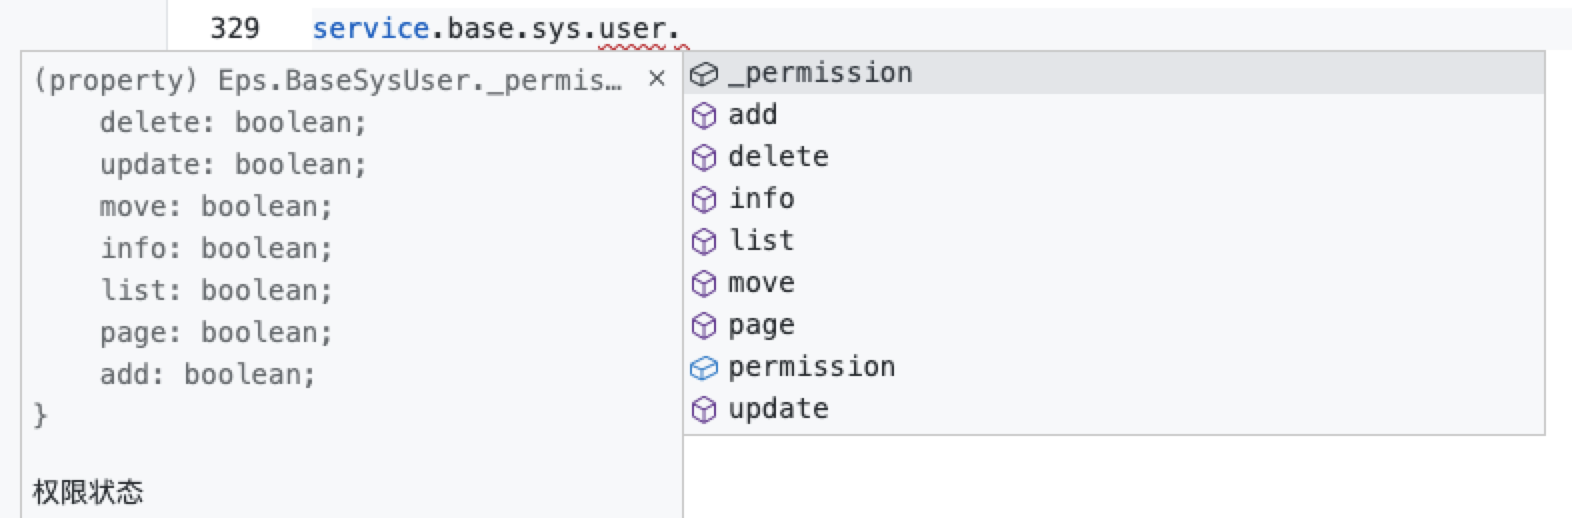 329 service.base.sys.user.
(property) Eps.BaseSysUser._permis… ×
delete: boolean;
update: boolean;
move: boolean;
info: boolean;
list: boolean;
page: boolean;
add: boolean;
}
权限状态
_permission
add
delete
info
list
move
page
permission
update